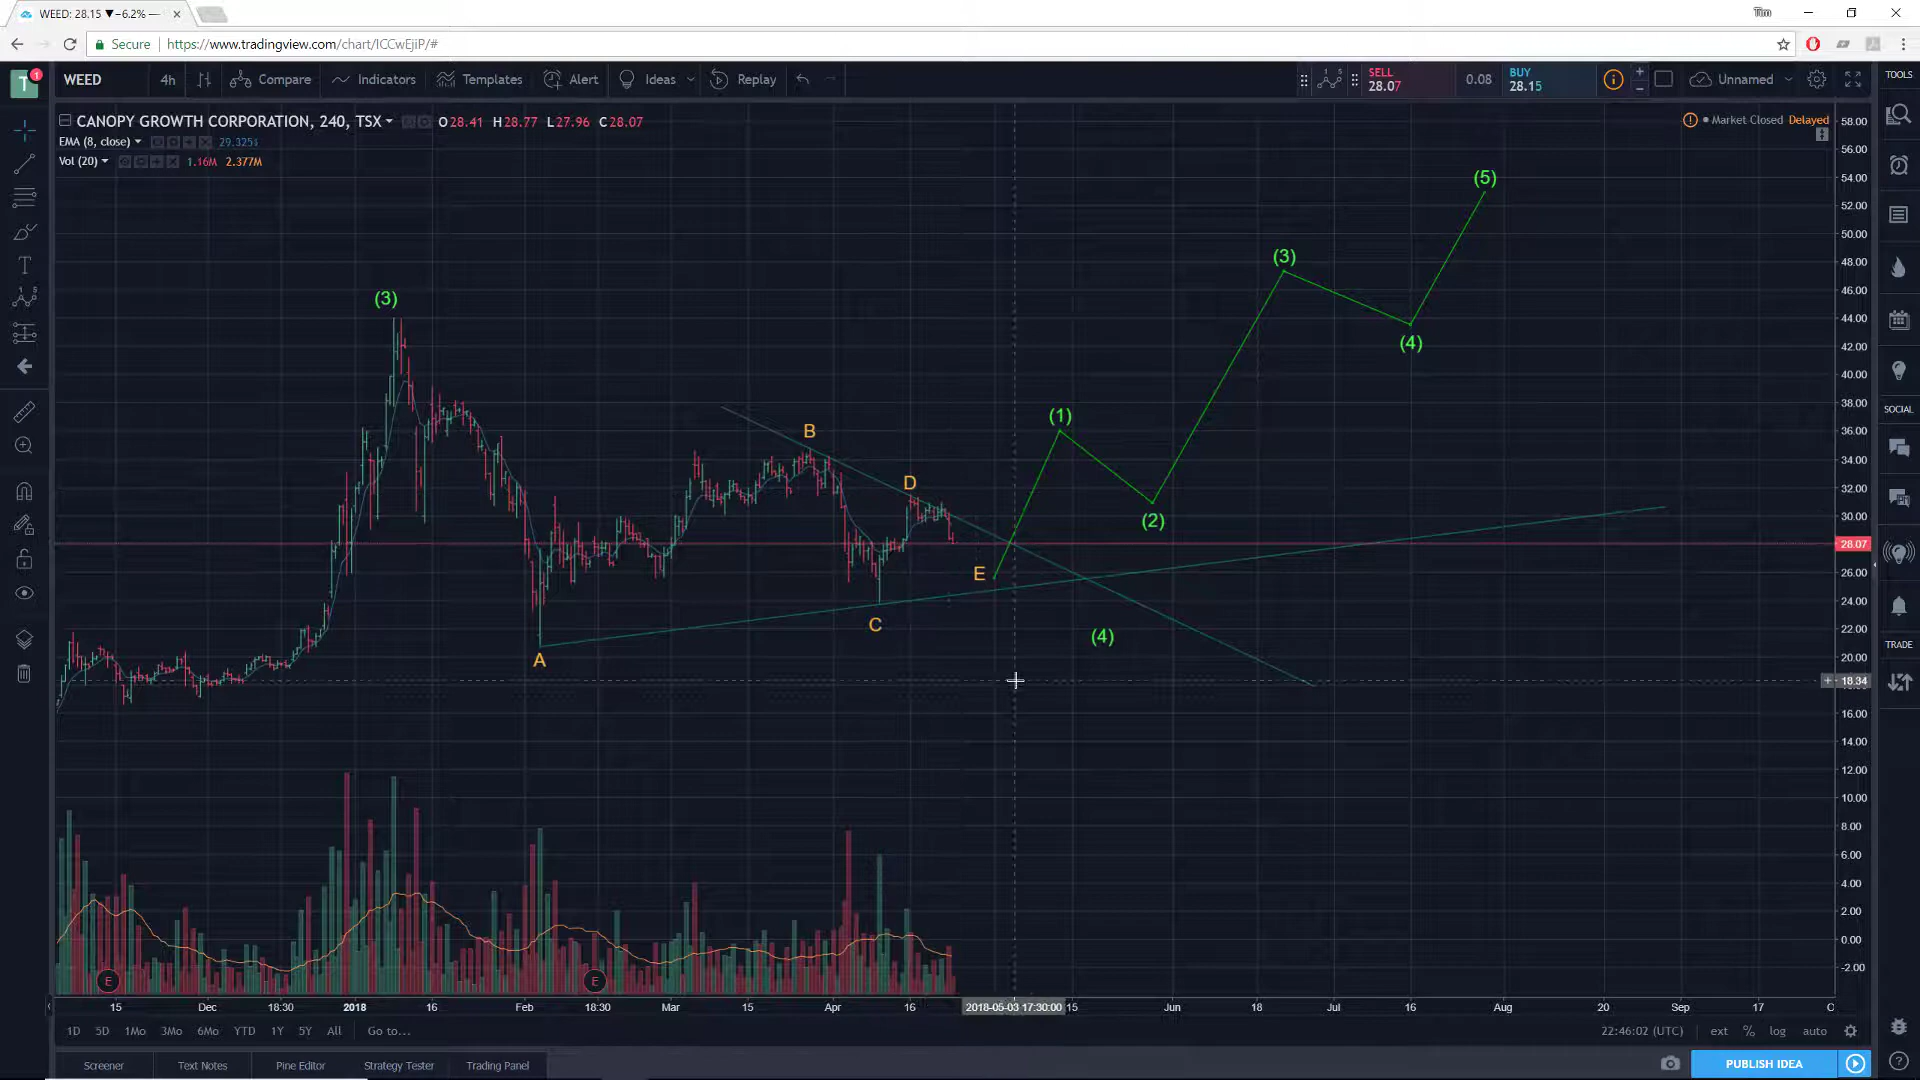 WEED: 28.15 ▼−6.2% —
Tim
Secure
https://www.tradingview.com/chart/ICCwEjiP/#
T
1
WEED
4h
Compare
Indicators
Templates
Alert
Ideas
Replay
SELL
28.07
0.08
BUY
28.15
Unnamed
TOOLS
CANOPY GROWTH CORPORATION, 240, TSX
O28.41 H28.77 L27.96 C28.07
Market Closed
Delayed
EMA (8, close)
29.3251
Vol (20)
1.16M
2.377M
58.00
56.00
54.00
52.00
50.00
48.00
46.00
44.00
42.00
40.00
38.00
36.00
34.00
32.00
30.00
28.07
26.00
24.00
22.00
20.00
18.34
16.00
14.00
12.00
10.00
8.00
6.00
4.00
2.00
0.00
-2.00
(5)
(3)
(3)
(4)
(1)
B
D
(2)
E
C
(4)
A
SOCIAL
TRADE
E
E
15
Dec
18:30
2018
16
Feb
18:30
Mar
15
Apr
16
2018-05-03 17:30:00
15
Jun
18
Jul
16
Aug
20
Sep
17
O
1D
5D
1Mo
3Mo
6Mo
YTD
1Y
5Y
All
Go to...
22:46:02 (UTC)
ext
%
log
auto
Screener
Text Notes
Pine Editor
Strategy Tester
Trading Panel
PUBLISH IDEA